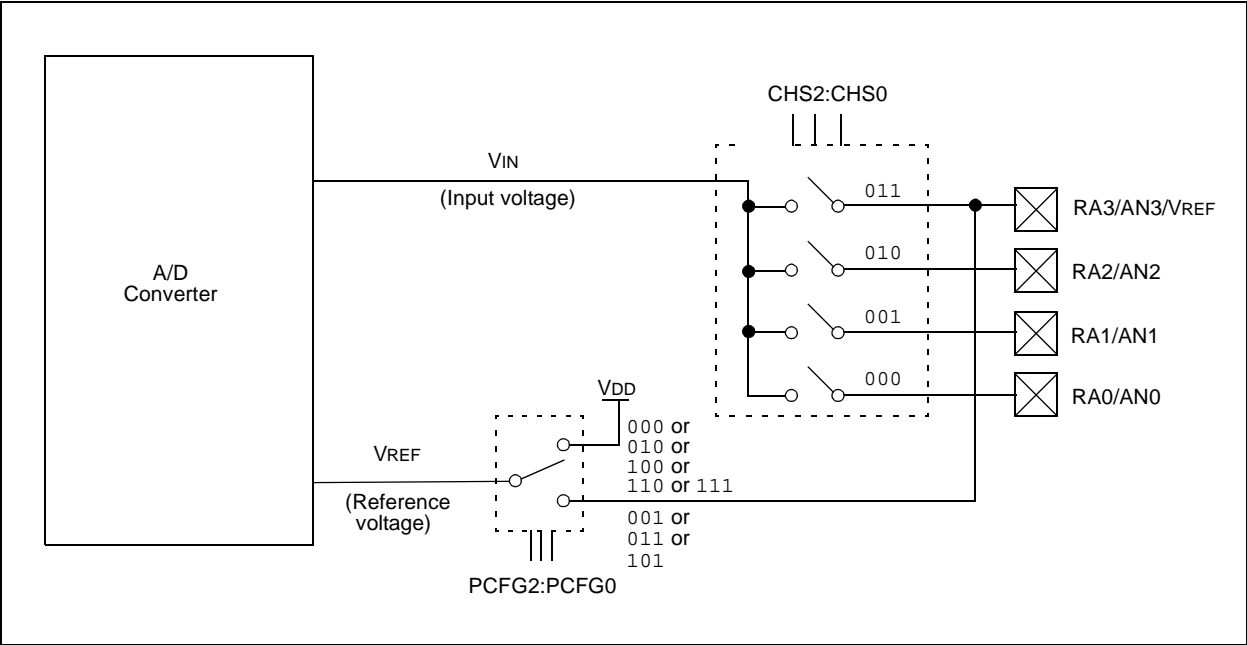 CHS2:CHS0
VIN
(Input voltage)
011
RA3/AN3/VREF
010
RA2/AN2
A/D
Converter
001
RA1/AN1
000
RA0/AN0
VDD
000 or
010 or
100 or
110 or 111
VREF
(Reference
voltage)
001 or
011 or
101
PCFG2:PCFG0